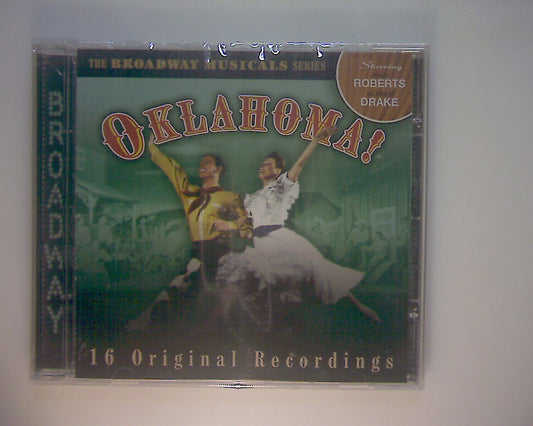 THE BROADWAY MUSICALS SERIES
Starring
ROBERTS
DRAKE
OKLAHOMA!
16 Original Recordings
BROADWAY